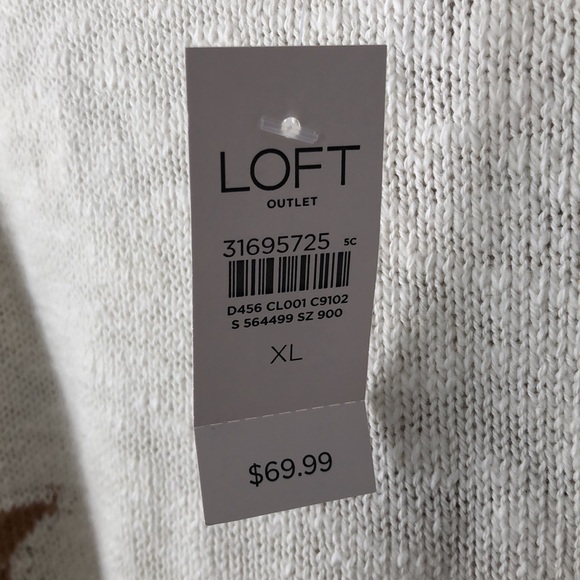 LOFT
OUTLET
31695725 5C
D456 CL001 C9102
S 564499 SZ 900
XL
$69.99